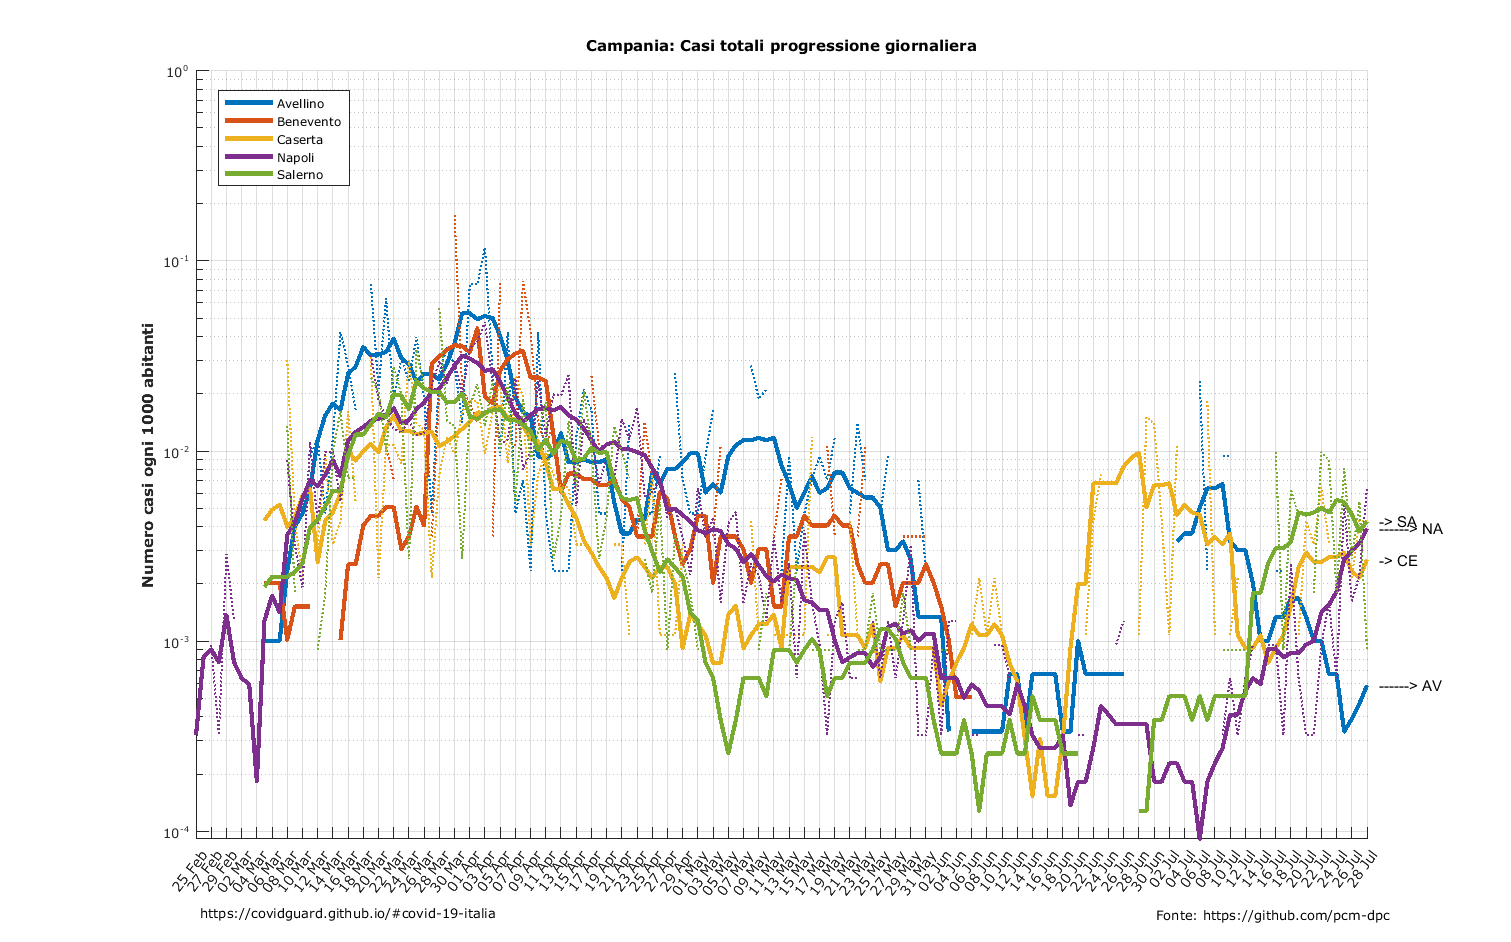 Campania: Casi totali progressione giornaliera
Numero casi ogni 1000 abitanti
10^0
10^-1
10^-2
10^-3
10^-4
Avellino
Benevento
Caserta
Napoli
Salerno
-> SA
------> NA
-> CE
------> AV
25 Feb
27 Feb
29 Feb
02 Mar
04 Mar
06 Mar
08 Mar
10 Mar
12 Mar
14 Mar
16 Mar
18 Mar
20 Mar
22 Mar
24 Mar
26 Mar
28 Mar
30 Mar
01 Apr
03 Apr
05 Apr
07 Apr
09 Apr
11 Apr
13 Apr
15 Apr
17 Apr
19 Apr
21 Apr
23 Apr
25 Apr
27 Apr
29 Apr
01 May
03 May
05 May
07 May
09 May
11 May
13 May
15 May
17 May
19 May
21 May
23 May
25 May
27 May
29 May
31 May
02 Jun
04 Jun
06 Jun
08 Jun
10 Jun
12 Jun
14 Jun
16 Jun
18 Jun
20 Jun
22 Jun
24 Jun
26 Jun
28 Jun
30 Jun
02 Jul
04 Jul
06 Jul
08 Jul
10 Jul
12 Jul
14 Jul
16 Jul
18 Jul
20 Jul
22 Jul
24 Jul
26 Jul
28 Jul
https://covidguard.github.io/#covid-19-italia
Fonte: https://github.com/pcm-dpc